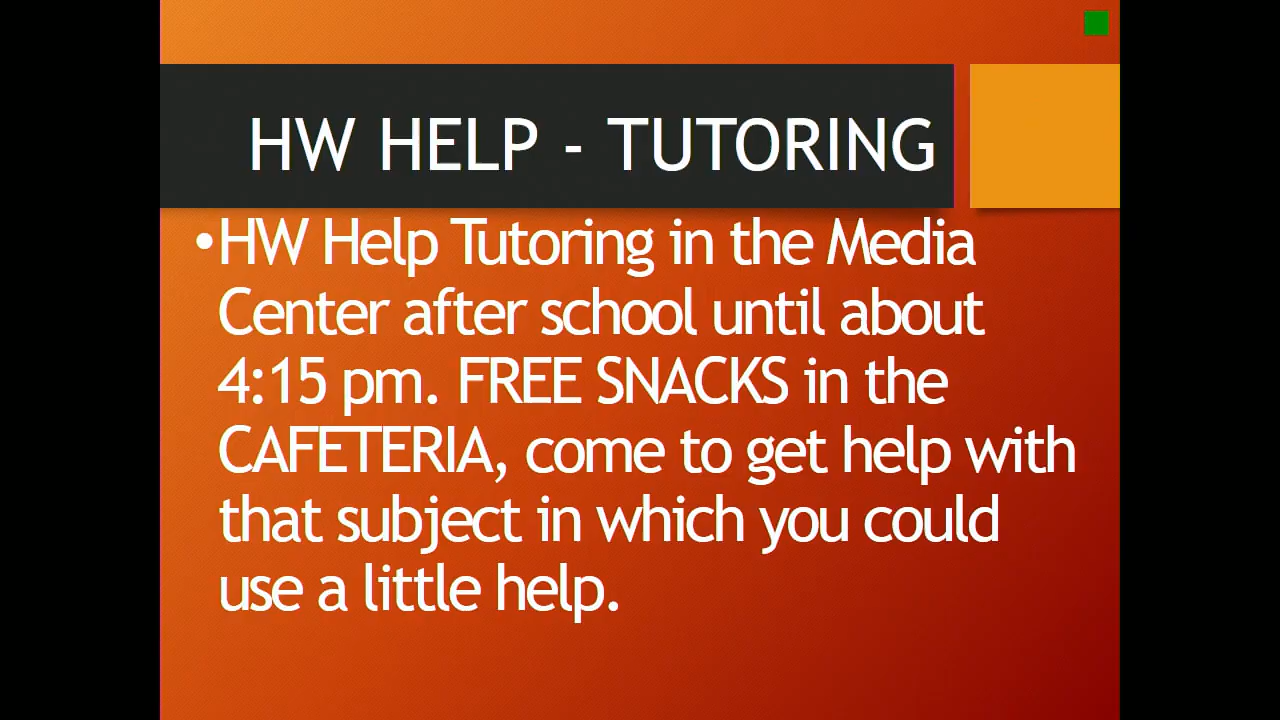 HW HELP - TUTORING
•HW Help Tutoring in the Media
Center after school until about
4:15 pm. FREE SNACKS in the
CAFETERIA, come to get help with
that subject in which you could
use a little help.